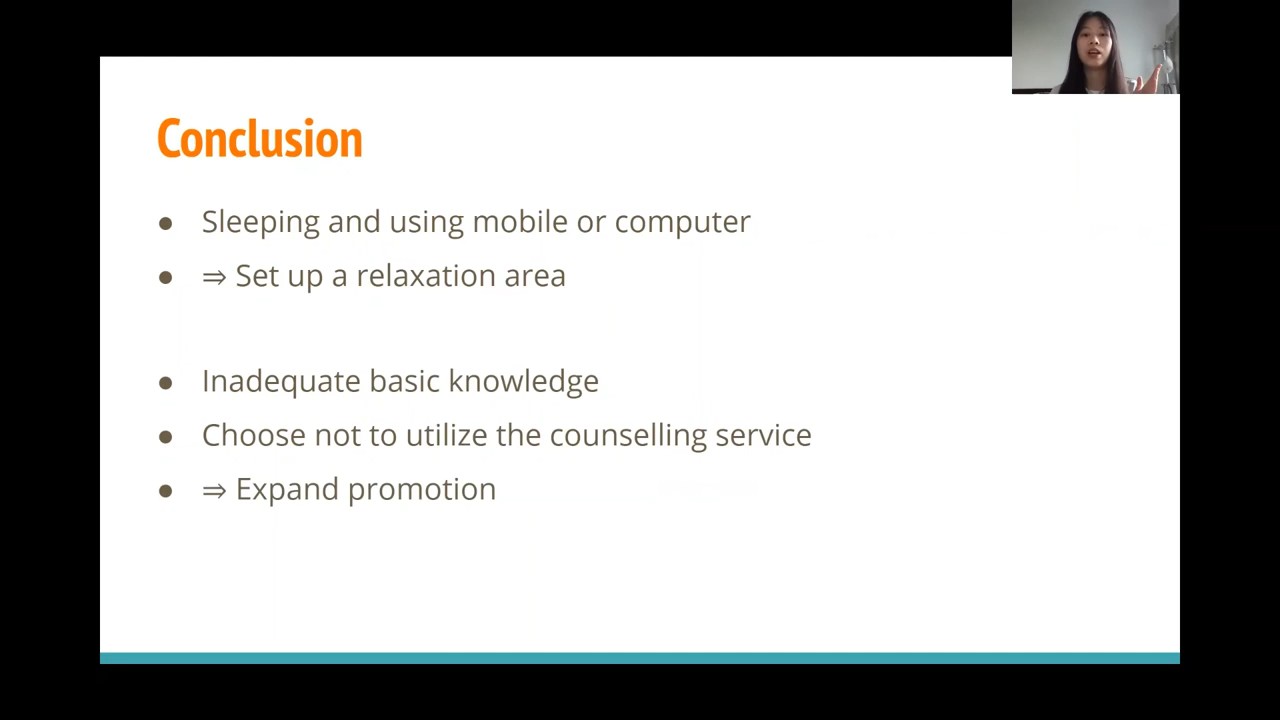 Conclusion
● Sleeping and using mobile or computer
● ⇒ Set up a relaxation area
● Inadequate basic knowledge
● Choose not to utilize the counselling service
● ⇒ Expand promotion